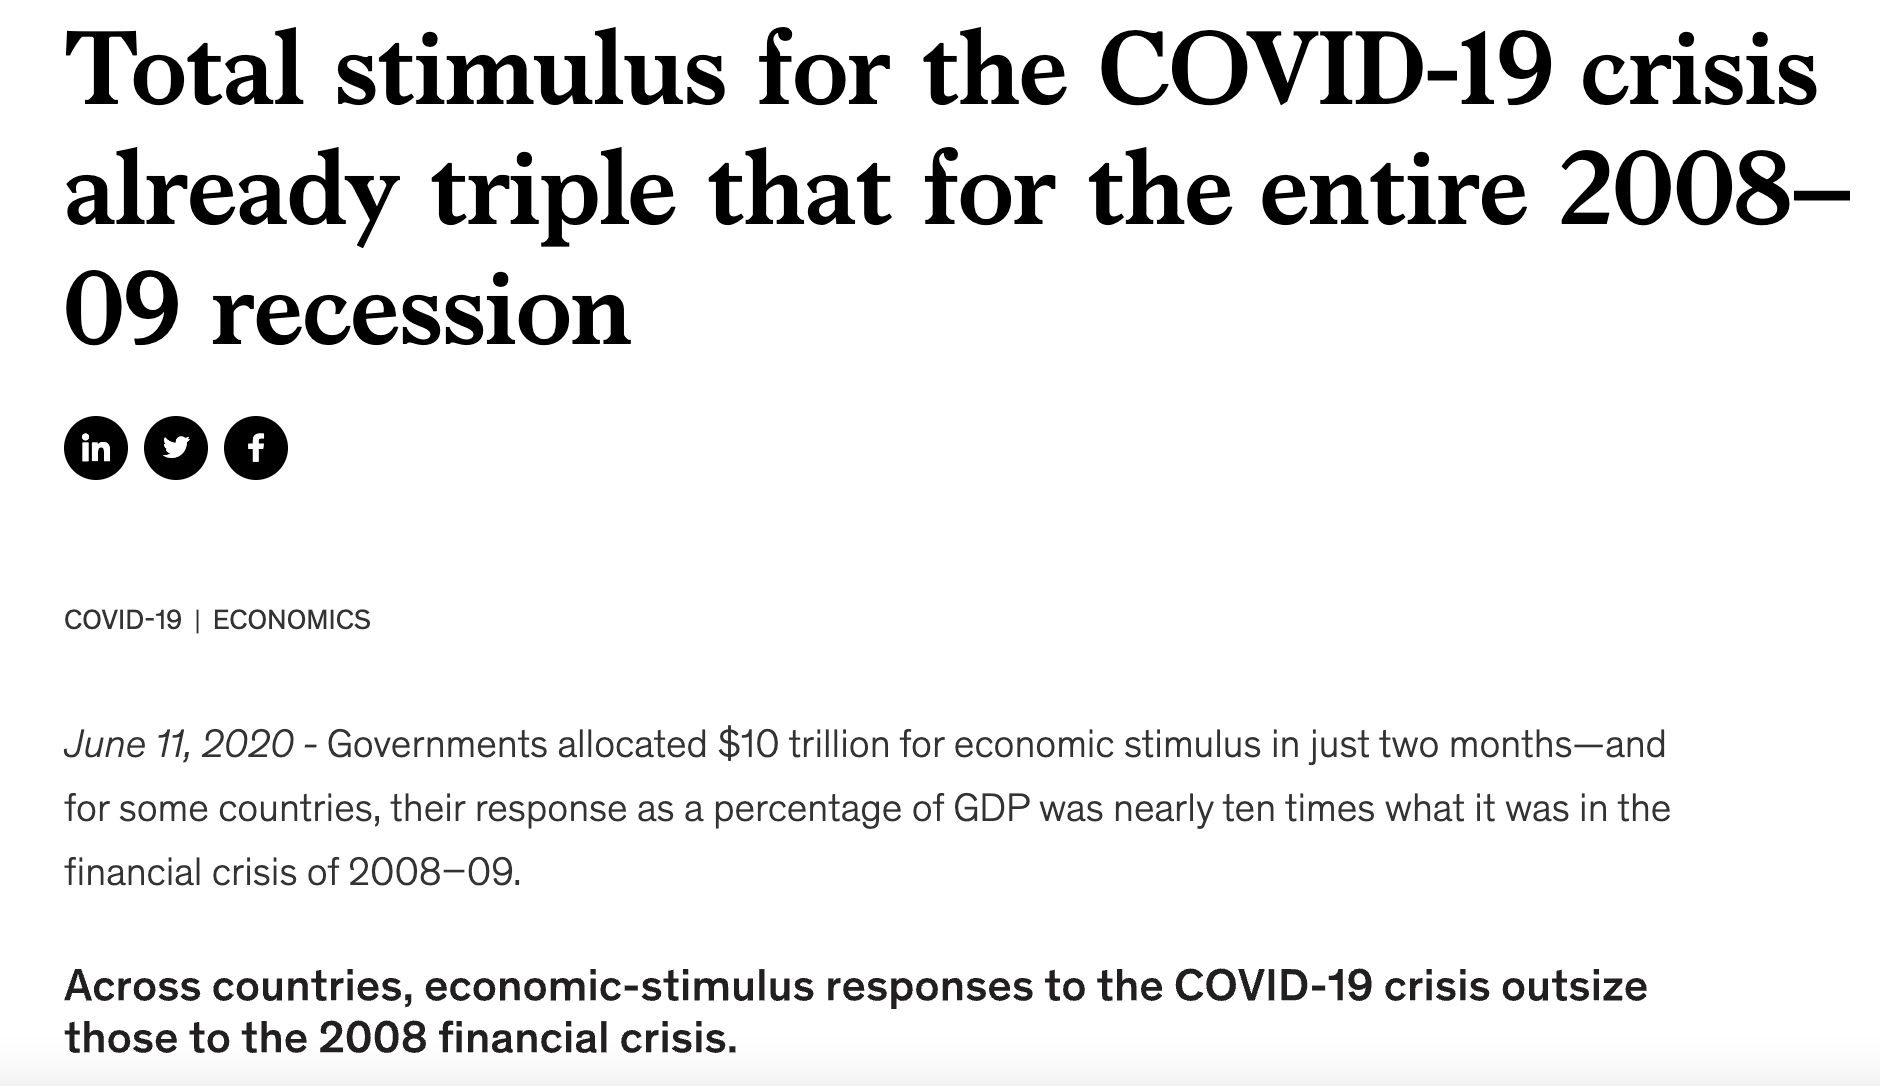 Total stimulus for the COVID-19 crisis
already triple that for the entire 2008–
09 recession
in f
COVID-19 | ECONOMICS
June 11, 2020 - Governments allocated $10 trillion for economic stimulus in just two months—and
for some countries, their response as a percentage of GDP was nearly ten times what it was in the
financial crisis of 2008–09.
Across countries, economic-stimulus responses to the COVID-19 crisis outsize
those to the 2008 financial crisis.